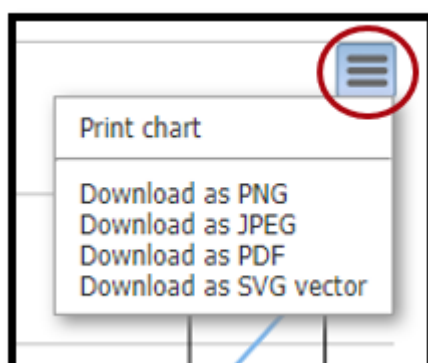 Print chart
Download as PNG
Download as JPEG
Download as PDF
Download as SVG vector